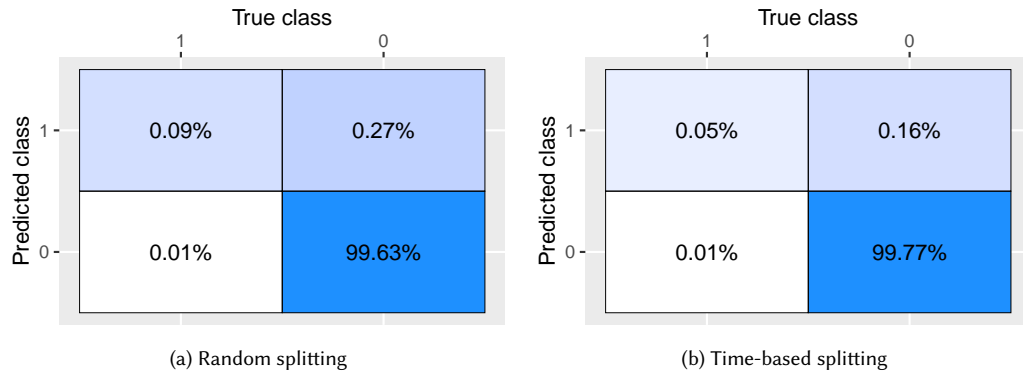 True class
1 0
Predicted class
1
0.09% 0.27%
0
0.01% 99.63%
(a) Random splitting
True class
1 0
Predicted class
1
0.05% 0.16%
0
0.01% 99.77%
(b) Time-based splitting